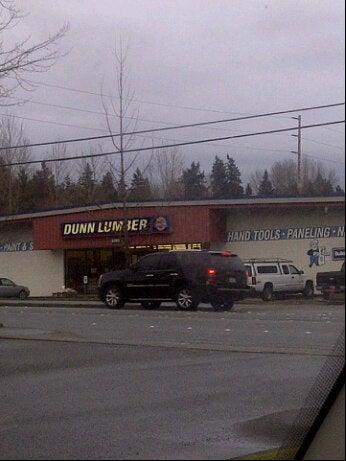 DUNN LUMBER
PAINT & S
HAND TOOLS • PANELING • N